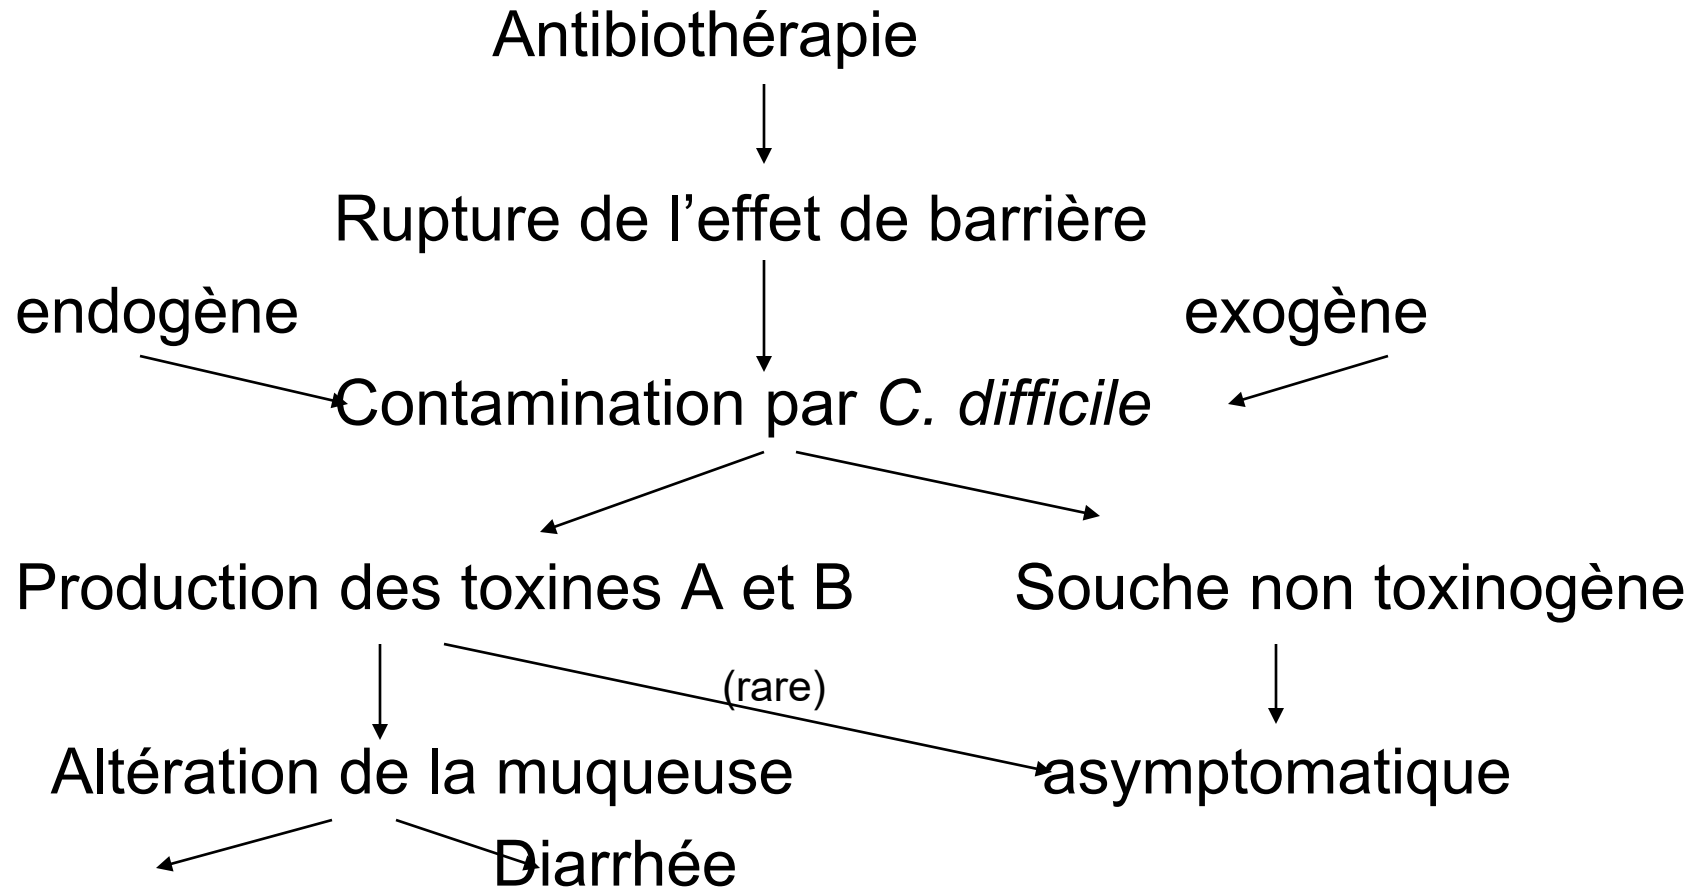 Antibiothérapie
Rupture de l’effet de barrière
endogène
exogène
Contamination par C. difficile
Production des toxines A et B
Souche non toxinogène
(rare)
Altération de la muqueuse
asymptomatique
Diarrhée